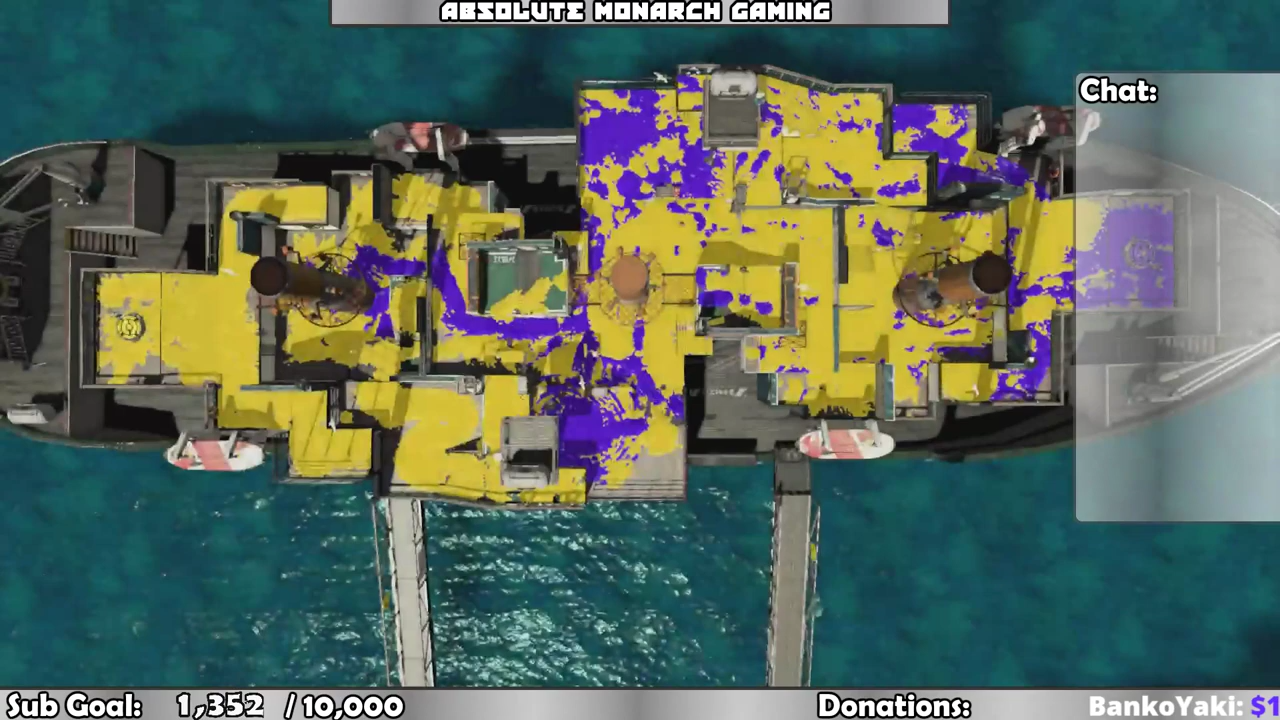 ABSOLUTE MONARCH GAMING
Chat:
Sub Goal: 1,352 / 10,000
Donations: BankoYaki: $1